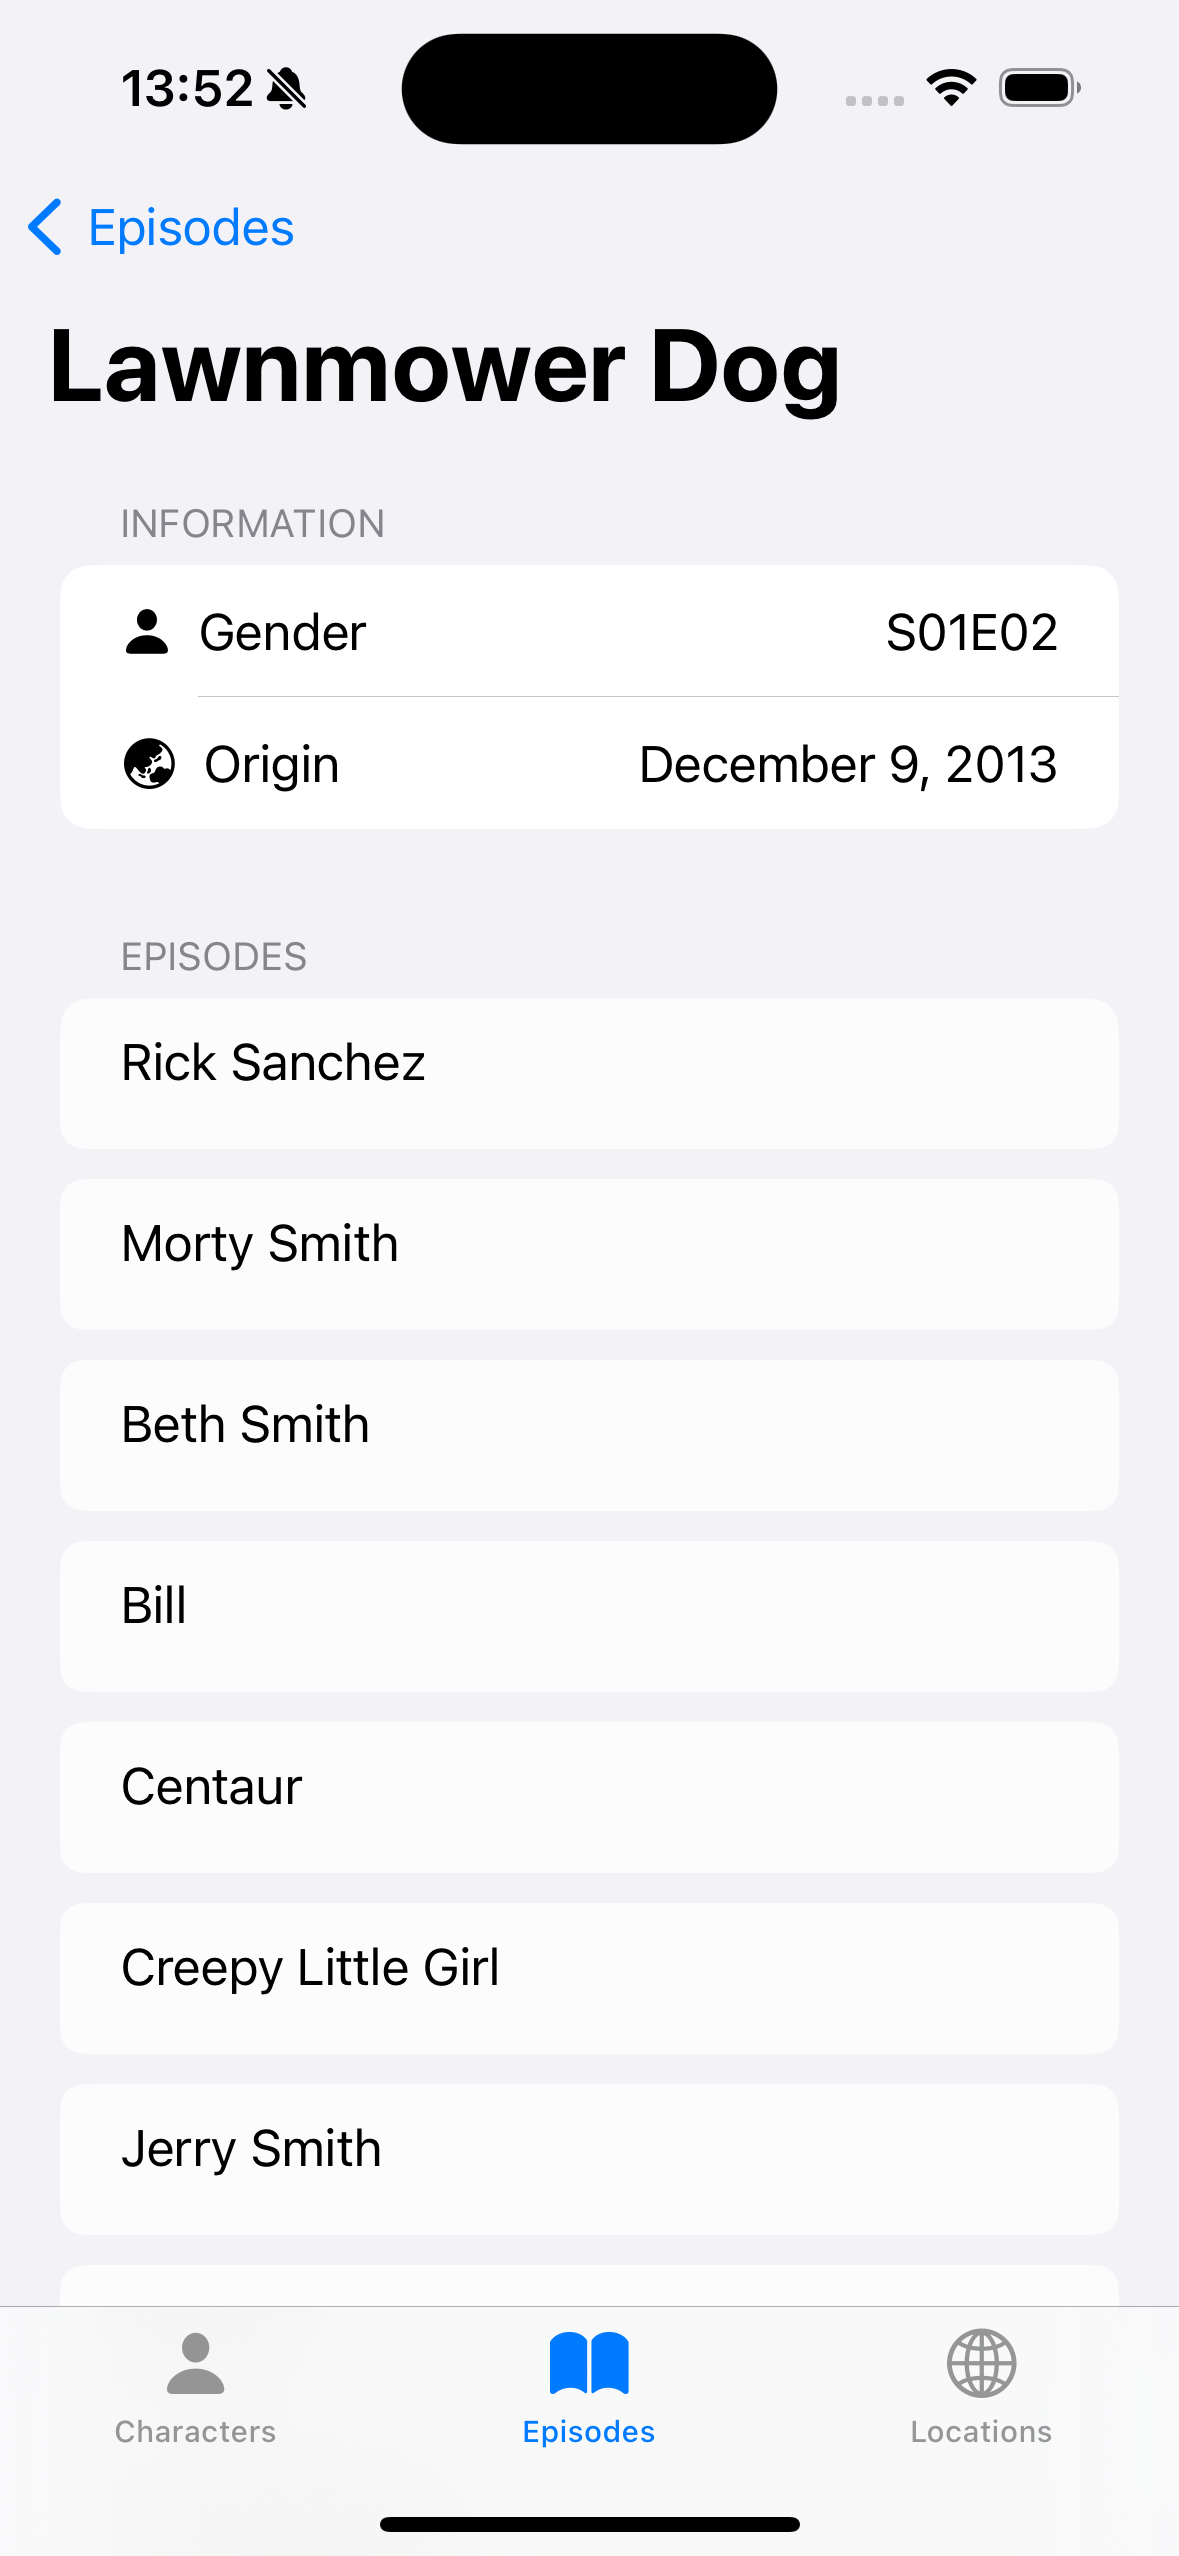 13:52
Episodes
Lawnmower Dog
INFORMATION
Gender S01E02
Origin December 9, 2013
EPISODES
Rick Sanchez
Morty Smith
Beth Smith
Bill
Centaur
Creepy Little Girl
Jerry Smith
Characters Episodes Locations